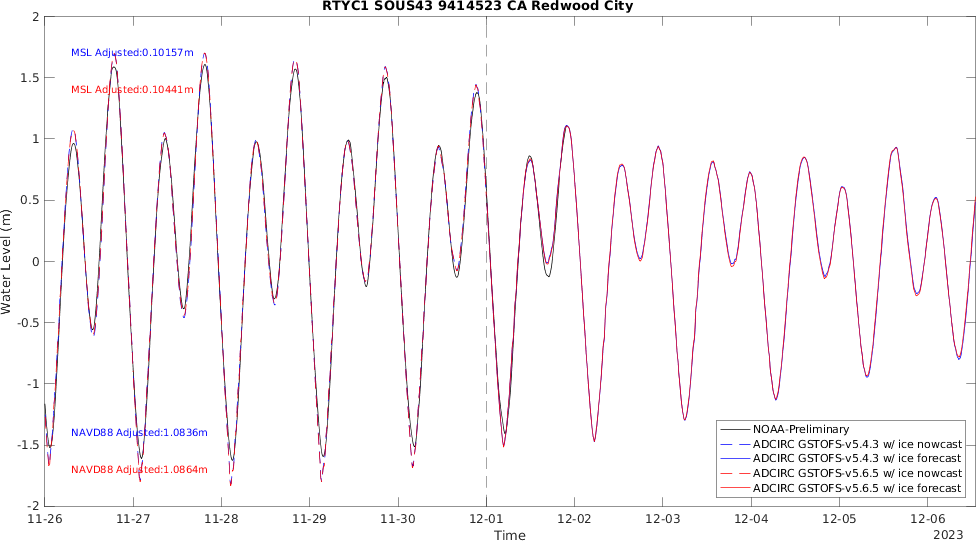 RTYC1 SOUS43 9414523 CA Redwood City
2
1.5
1
0.5
0
-0.5
-1
-1.5
-2
Water Level (m)
MSL Adjusted:0.10157m
MSL Adjusted:0.10441m
NAVD88 Adjusted:1.0836m
NAVD88 Adjusted:1.0864m
NOAA-Preliminary
ADCIRC GSTOFS-v5.4.3 w/ ice nowcast
ADCIRC GSTOFS-v5.4.3 w/ ice forecast
ADCIRC GSTOFS-v5.6.5 w/ ice nowcast
ADCIRC GSTOFS-v5.6.5 w/ ice forecast
11-26 11-27 11-28 11-29 11-30 12-01 12-02 12-03 12-04 12-05 12-06
Time
2023